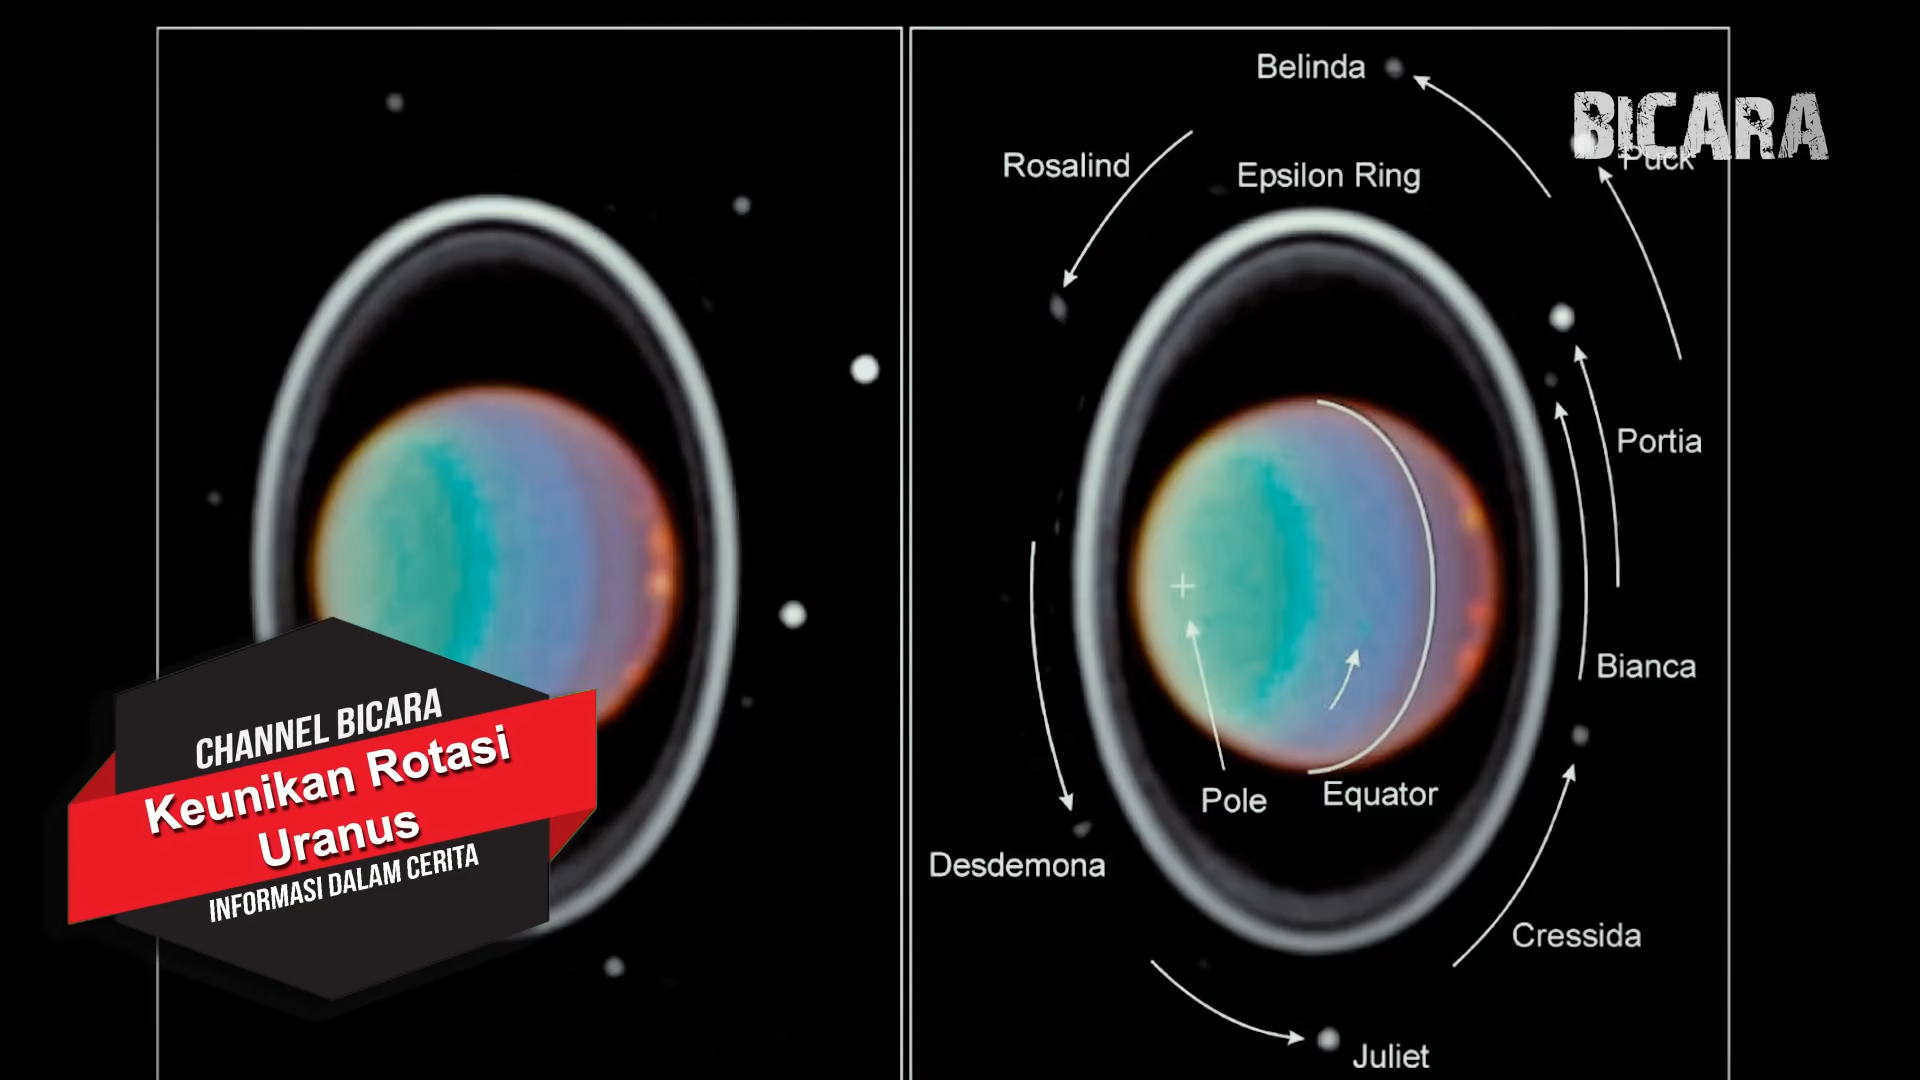 Belinda
BICARA
Puck
Rosalind
Epsilon Ring
Portia
Bianca
CHANNEL BICARA
Keunikan Rotasi
Uranus
INFORMASI DALAM CERITA
Pole
Equator
Desdemona
Cressida
Juliet